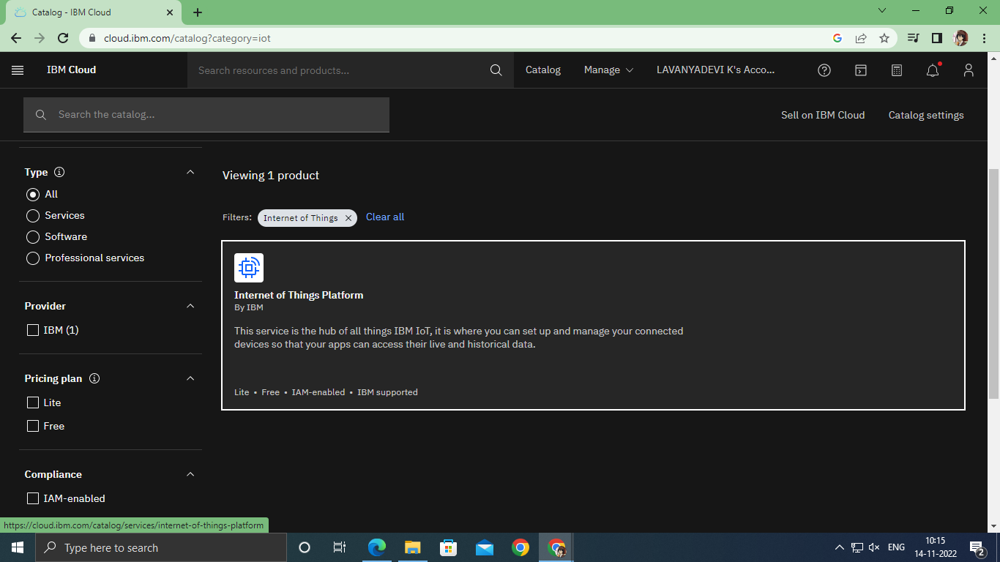 Catalog - IBM Cloud
cloud.ibm.com/catalog?category=iot
IBM Cloud
Search resources and products...
Catalog
Manage
LAVANYADEVI K's Acco...
Search the catalog...
Sell on IBM Cloud
Catalog settings
Type
All
Services
Software
Professional services
Provider
IBM (1)
Pricing plan
Lite
Free
Compliance
IAM-enabled
Viewing 1 product
Filters:
Internet of Things
Clear all
Internet of Things Platform
By IBM
This service is the hub of all things IBM IoT, it is where you can set up and manage your connected
devices so that your apps can access their live and historical data.
Lite • Free • IAM-enabled • IBM supported
https://cloud.ibm.com/catalog/services/internet-of-things-platform
Type here to search
ENG
10:15
14-11-2022
2